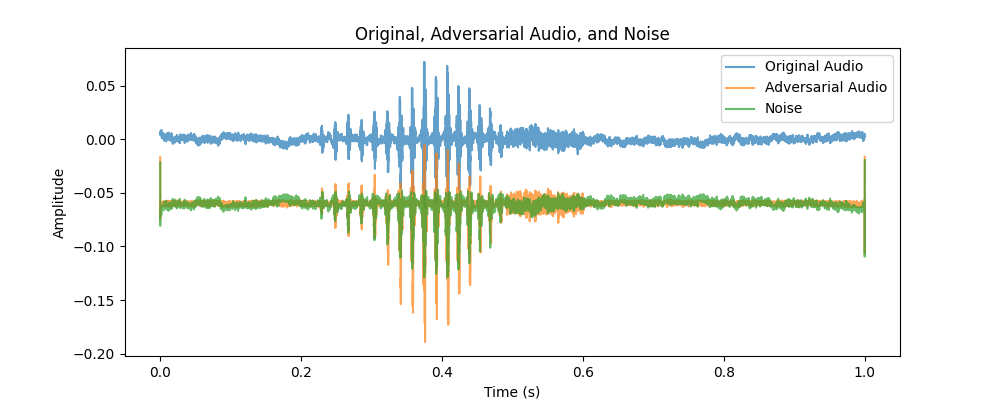 Original, Adversarial Audio, and Noise
Original Audio
Adversarial Audio
Noise
Amplitude
0.05
0.00
−0.05
−0.10
−0.15
−0.20
0.0 0.2 0.4 0.6 0.8 1.0
Time (s)